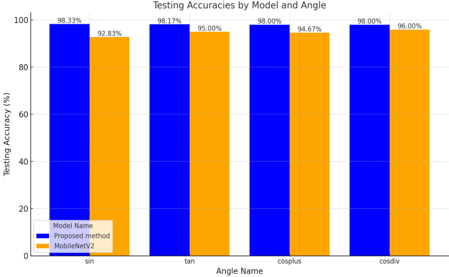 Testing Accuracies by Model and Angle
Testing Accuracy (%)
100
80
60
40
20
0
98.33%
92.83%
98.17%
95.00%
98.00%
94.67%
98.00%
96.00%
Model Name
Proposed method
MobileNetV2
sin
tan
cosplus
cosdiv
Angle Name